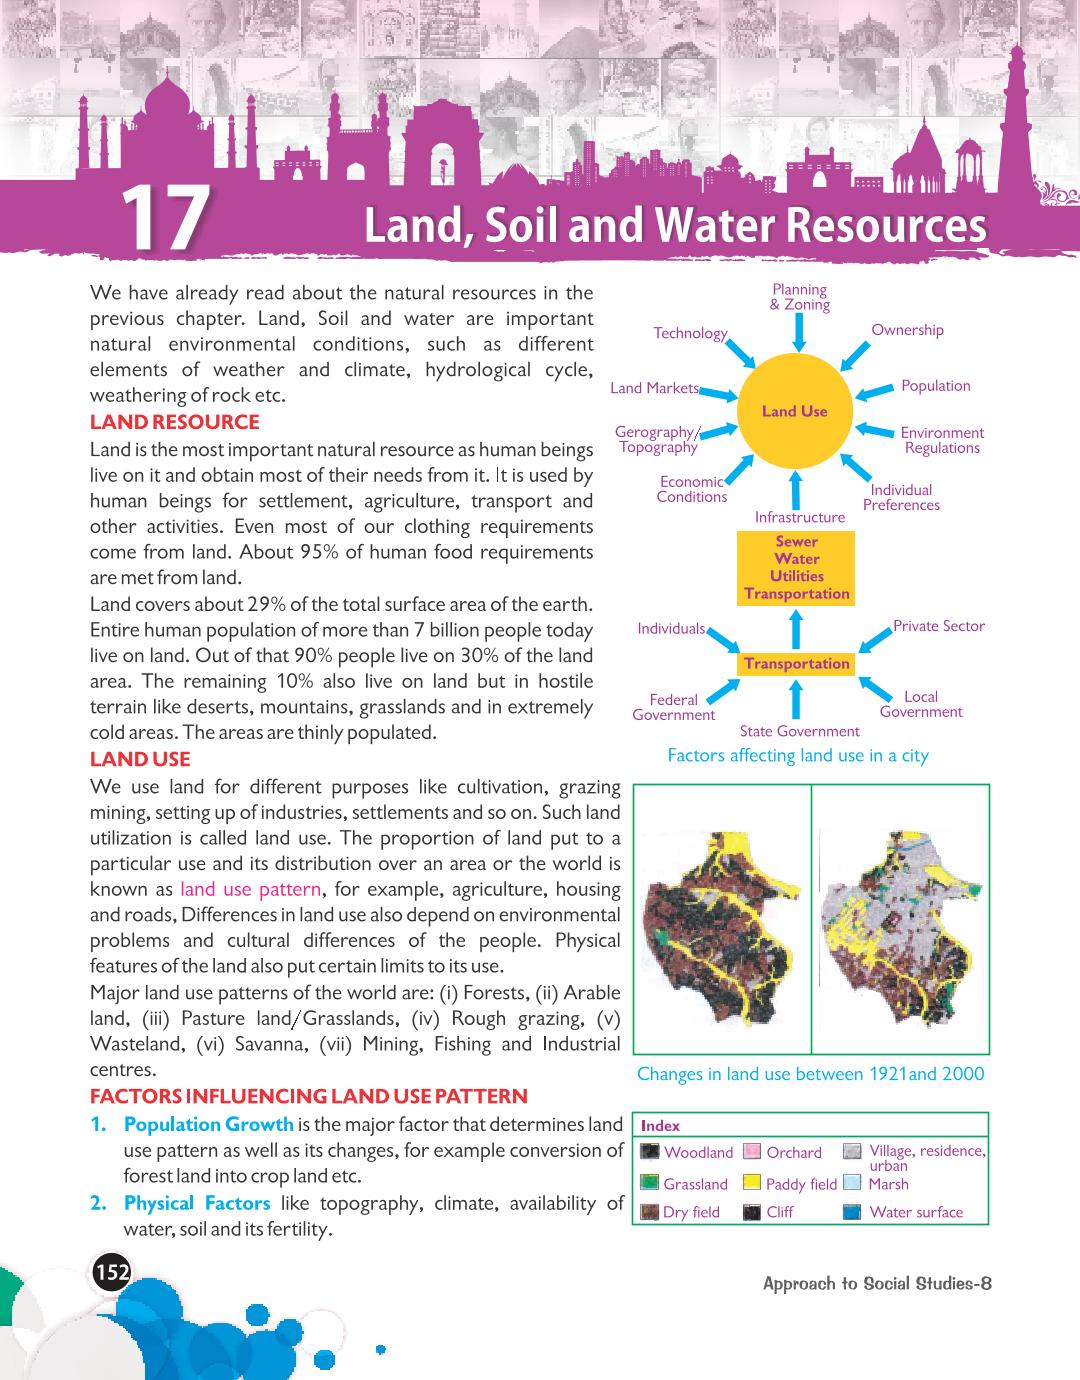 17
Land, Soil and Water Resources
We have already read about the natural resources in the
previous chapter. Land, Soil and water are important
natural environmental conditions, such as different
elements of weather and climate, hydrological cycle,
weathering of rock etc.
LAND RESOURCE
Land is the most important natural resource as human beings
live on it and obtain most of their needs from it. It is used by
human beings for settlement, agriculture, transport and
other activities. Even most of our clothing requirements
come from land. About 95% of human food requirements
are met from land.
Land covers about 29% of the total surface area of the earth.
Entire human population of more than 7 billion people today
live on land. Out of that 90% people live on 30% of the land
area. The remaining 10% also live on land but in hostile
terrain like deserts, mountains, grasslands and in extremely
cold areas. The areas are thinly populated.
LAND USE
We use land for different purposes like cultivation, grazing
mining, setting up of industries, settlements and so on. Such land
utilization is called land use. The proportion of land put to a
particular use and its distribution over an area or the world is
known as land use pattern, for example, agriculture, housing
and roads, Differences in land use also depend on environmental
problems and cultural differences of the people. Physical
features of the land also put certain limits to its use.
Major land use patterns of the world are: (i) Forests, (ii) Arable
land, (iii) Pasture land/Grasslands, (iv) Rough grazing, (v)
Wasteland, (vi) Savanna, (vii) Mining, Fishing and Industrial
centres.
FACTORS INFLUENCING LAND USE PATTERN
1. Population Growth is the major factor that determines land
use pattern as well as its changes, for example conversion of
forest land into crop land etc.
2. Physical Factors like topography, climate, availability of
water, soil and its fertility.
Planning
& Zoning
Technology
Ownership
Land Markets
Population
Land Use
Gerography/
Topography
Environment
Regulations
Economic
Conditions
Individual
Preferences
Infrastructure
Sewer
Water
Utilities
Transportation
Individuals
Private Sector
Transportation
Federal
Government
Local
Government
State Government
Factors affecting land use in a city
Changes in land use between 1921and 2000
Index
Woodland
Orchard
Village, residence,
urban
Grassland
Paddy field
Marsh
Dry field
Cliff
Water surface
152
Approach to Social Studies-8